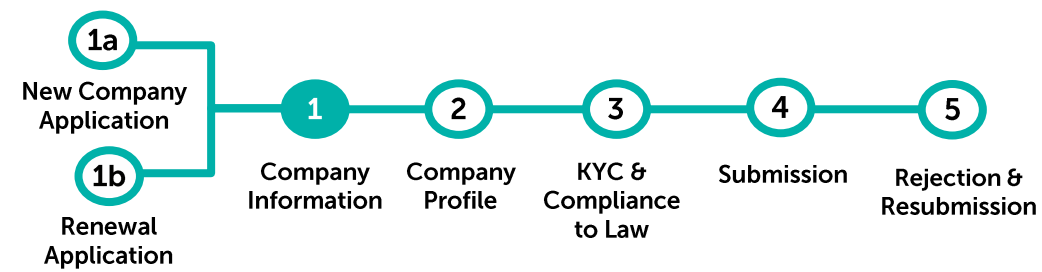 1a
New Company
Application
1b
Renewal
Application
1
Company
Information
2
Company
Profile
3
KYC &
Compliance
to Law
4
Submission
5
Rejection &
Resubmission